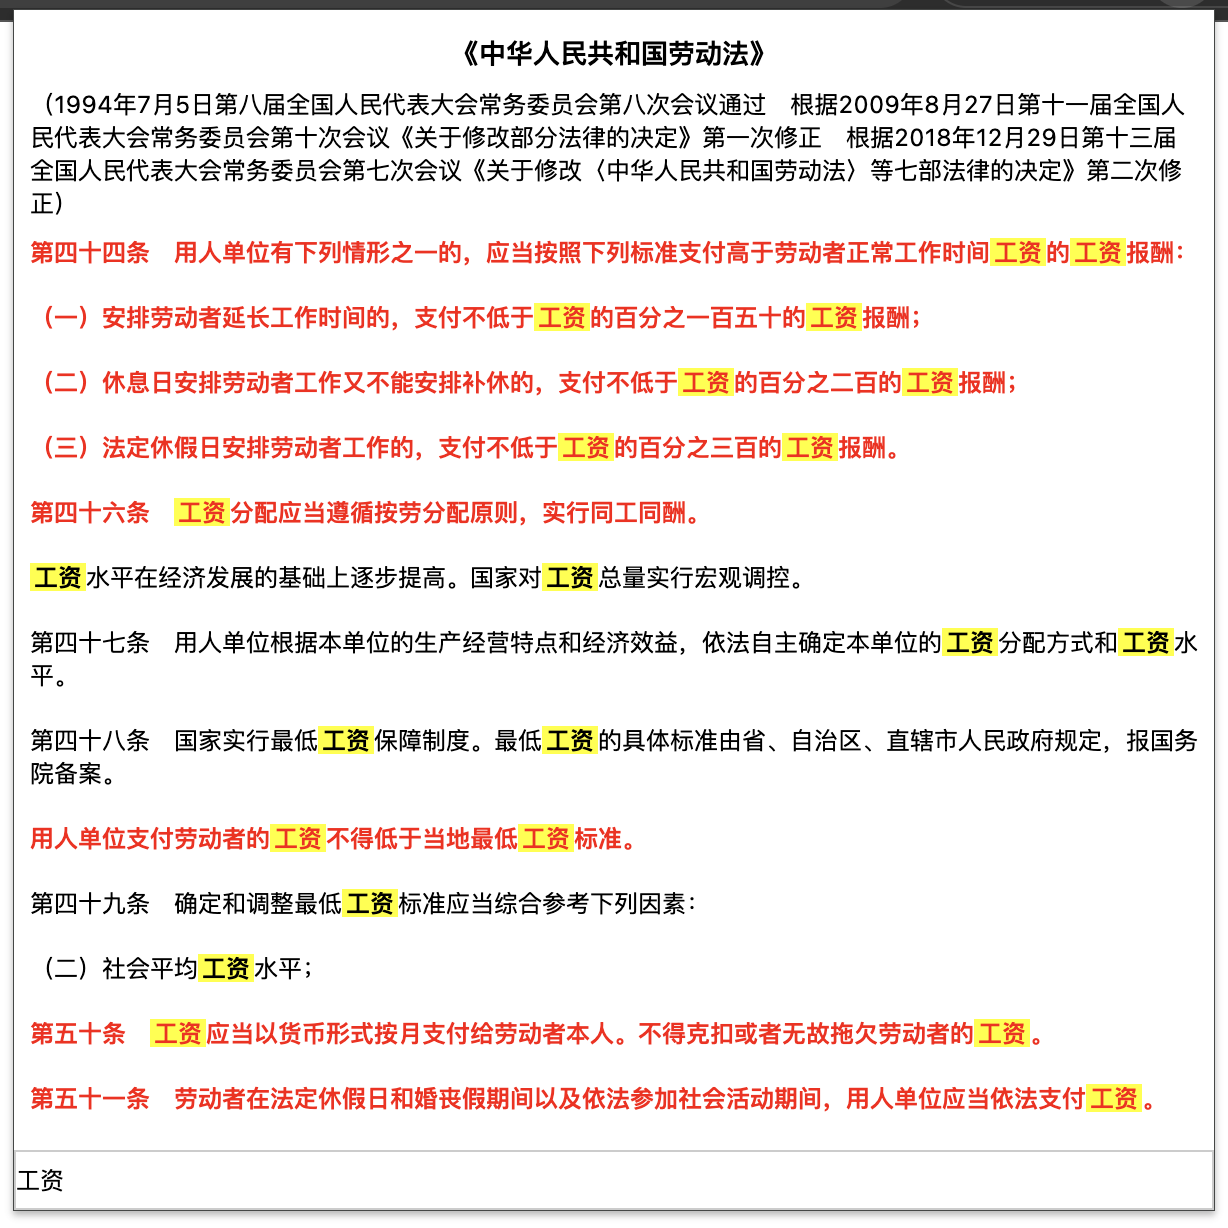 《中华人民共和国劳动法》
（1994年7月5日第八届全国人民代表大会常务委员会第八次会议通过　根据2009年8月27日第十一届全国人
民代表大会常务委员会第十次会议《关于修改部分法律的决定》第一次修正　根据2018年12月29日第十三届
全国人民代表大会常务委员会第七次会议《关于修改〈中华人民共和国劳动法〉等七部法律的决定》第二次修
正）
第四十四条　用人单位有下列情形之一的，应当按照下列标准支付高于劳动者正常工作时间工资的工资报酬：
（一）安排劳动者延长工作时间的，支付不低于工资的百分之一百五十的工资报酬；
（二）休息日安排劳动者工作又不能安排补休的，支付不低于工资的百分之二百的工资报酬；
（三）法定休假日安排劳动者工作的，支付不低于工资的百分之三百的工资报酬。
第四十六条　工资分配应当遵循按劳分配原则，实行同工同酬。
工资水平在经济发展的基础上逐步提高。国家对工资总量实行宏观调控。
第四十七条　用人单位根据本单位的生产经营特点和经济效益，依法自主确定本单位的工资分配方式和工资水
平。
第四十八条　国家实行最低工资保障制度。最低工资的具体标准由省、自治区、直辖市人民政府规定，报国务
院备案。
用人单位支付劳动者的工资不得低于当地最低工资标准。
第四十九条　确定和调整最低工资标准应当综合参考下列因素：
（二）社会平均工资水平；
第五十条　工资应当以货币形式按月支付给劳动者本人。不得克扣或者无故拖欠劳动者的工资。
第五十一条　劳动者在法定休假日和婚丧假期间以及依法参加社会活动期间，用人单位应当依法支付工资。
工资